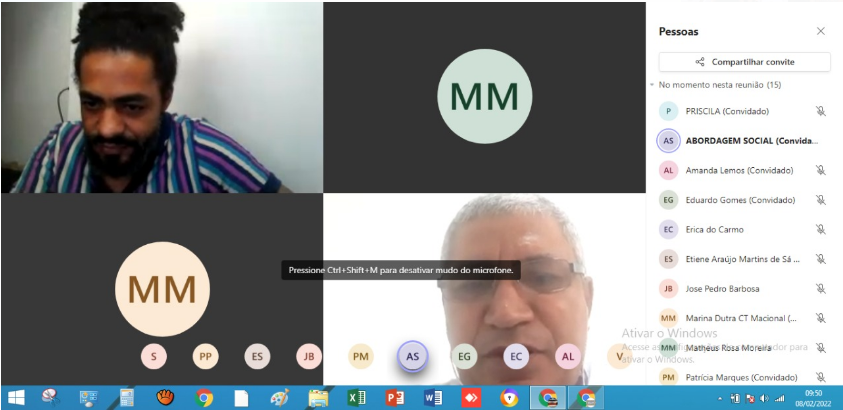 MM
MM
Pressione Ctrl+Shift+M para desativar mudo do microfone.
S PP ES JB PM AS EG EC AL V
Pessoas
Compartilhar convite
No momento nesta reunião (15)
P PRISCILA (Convidado)
AS ABORDAGEM SOCIAL (Convida...
AL Amanda Lemos (Convidado)
EG Eduardo Gomes (Convidado)
EC Erica do Carmo
ES Etiene Araújo Martins de Sá ...
JB Jose Pedro Barbosa
MM Marina Dutra CT Macional (...
Ativar o Windows
MM Matheus Rosa Moreira
Acesse as para
ativar o Windows.
PM Patrícia Marques (Convidado)
09:50
08/02/2022